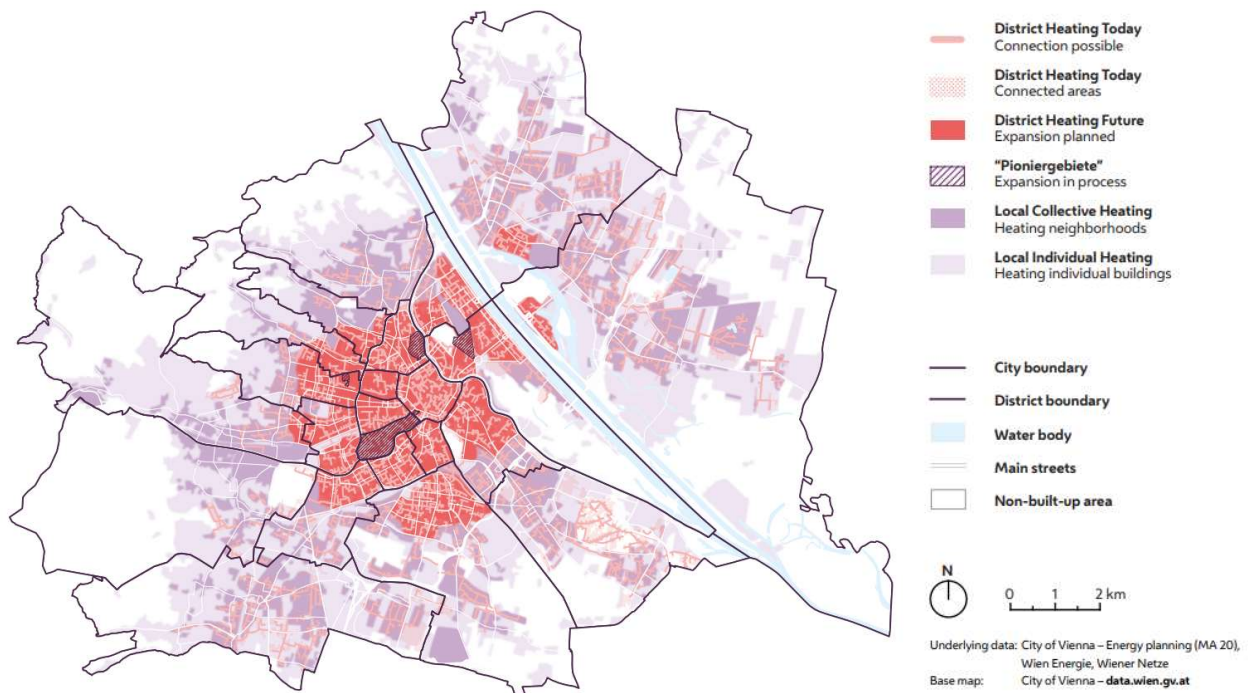 District Heating Today
Connection possible
District Heating Today
Connected areas
District Heating Future
Expansion planned
"Pioniergebiete"
Expansion in process
Local Collective Heating
Heating neighborhoods
Local Individual Heating
Heating individual buildings
City boundary
District boundary
Water body
Main streets
Non-built-up area
N
0 1 2 km
Underlying data: City of Vienna – Energy planning (MA 20),
Wien Energie, Wiener Netze
Base map: City of Vienna – data.wien.gv.at